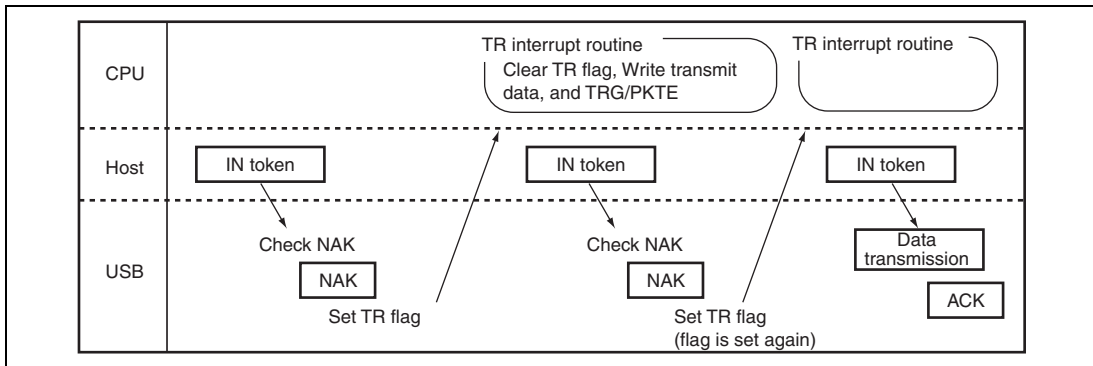 CPU
TR interrupt routine
Clear TR flag, Write transmit
data, and TRG/PKTE
TR interrupt routine
Host
IN token
IN token
IN token
USB
Check NAK
NAK
Set TR flag
Check NAK
NAK
Set TR flag
(flag is set again)
Data
transmission
ACK